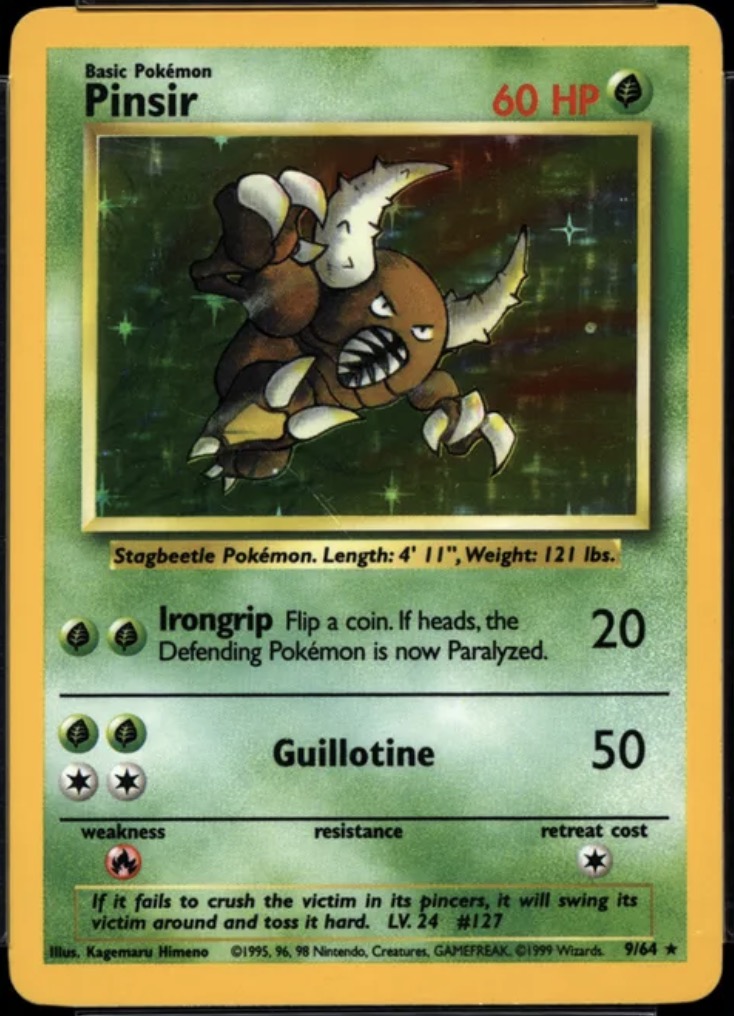 Basic Pokémon
Pinsir
60 HP
Stagbeetle Pokémon. Length: 4' 11", Weight: 121 lbs.
Irongrip Flip a coin. If heads, the
Defending Pokémon is now Paralyzed.
20
Guillotine
50
weakness resistance retreat cost
If it fails to crush the victim in its pincers, it will swing its
victim around and toss it hard. LV. 24 #127
Illus. Kagemaru Himeno ©1995, 96, 98 Nintendo, Creatures, GAMEFREAK. ©1999 Wizards. 9/64 ★